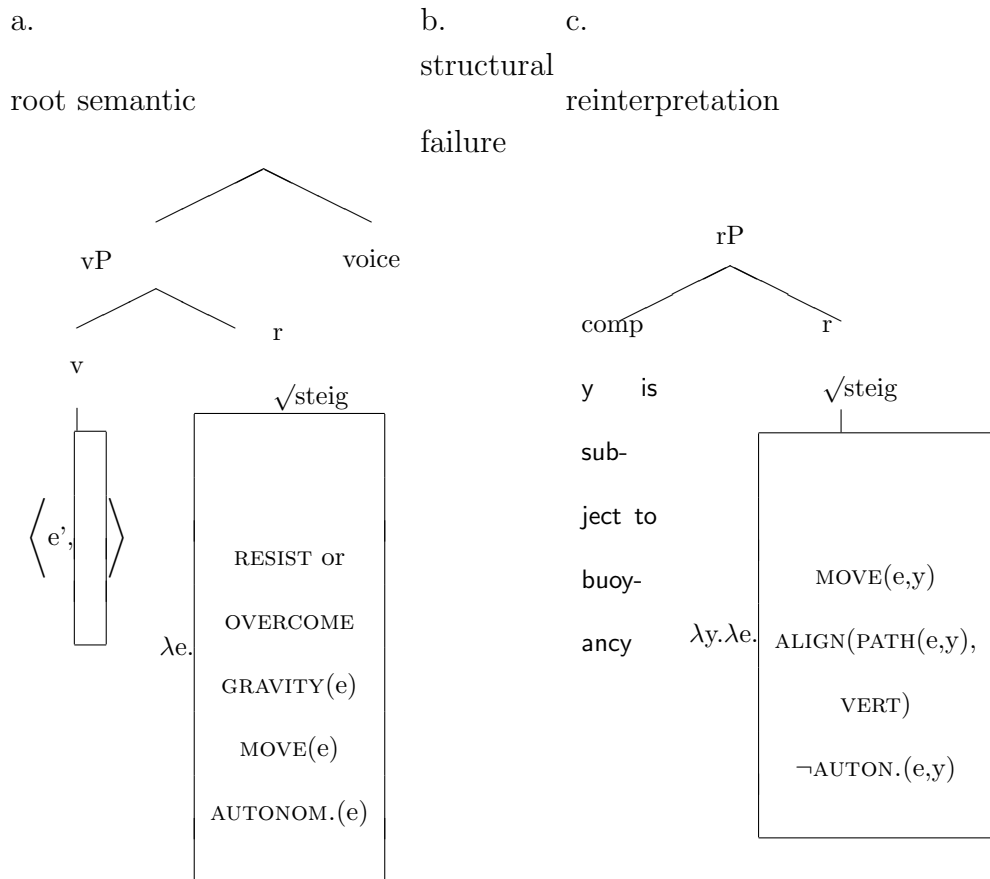 a.
root semantic
vP
voice
v
r
√steig
⟨ e',
⟩
λe.
RESIST or
OVERCOME
GRAVITY(e)
MOVE(e)
AUTONOM.(e)
b.
structural
failure
c.
reinterpretation
rP
comp
r
y is
sub-
ject to
buoy-
ancy
√steig
λy.λe.
MOVE(e,y)
ALIGN(PATH(e,y),
VERT)
¬AUTON.(e,y)